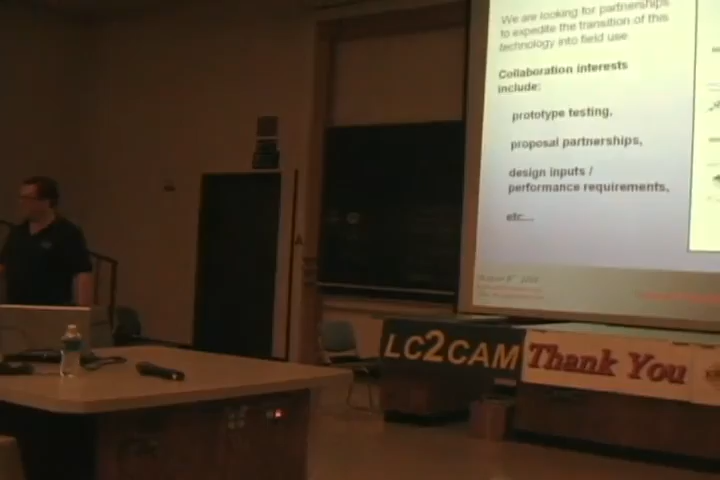 We are looking for partnerships
to expedite the transition of this
technology into field use
Collaboration interests
include:
prototype testing,
proposal partnerships,
design inputs /
performance requirements,
etc...
LC2CAM
Thank You